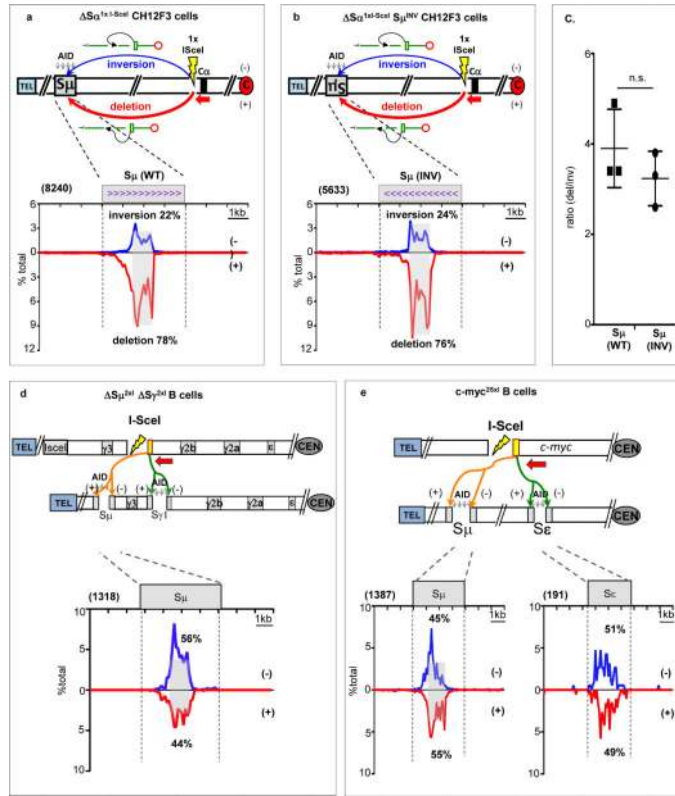 a ΔSα1x I-SceI CH12F3 cells
AID
1x
ISceI
Cα
inversion
(-)
TEL
Sμ
C
deletion
(+)
Sμ (WT)
(8240)
>>>>>>>>>>>>
1kb
inversion 22%
(-)
(+)
% total
6
3
0
3
6
9
12
deletion 78%
b ΔSα1xI-SceI SμINV CH12F3 cells
AID
1x
ISceI
Cα
inversion
(-)
TEL
C
deletion
(+)
Sμ (INV)
(5633)
<<<<<<<<<<<<
1kb
inversion 24%
(-)
(+)
% total
6
3
0
3
6
9
12
deletion 76%
C.
n.s.
ratio (del/inv)
6
4
2
0
Sμ
(WT)
Sμ
(INV)
d ΔSμ2xI ΔSγ2xI B cells
I-SceI
TEL
IsceI
γ3
γ2b
γ2a
ε
CEN
AID
(+)
(-)
AID
(+)
(-)
TEL
γ3
γ2b
γ2a
ε
CEN
Sμ
Sγ1
(1318)
Sμ
1kb
10
5
0
5
10
%total
56%
(-)
(+)
44%
e c-myc25xI B cells
I-SceI
TEL
c-myc
CEN
(+)
AID
(-)
(+)
AID
(-)
TEL
CEN
Sμ
Sε
(1387)
Sμ
1kb
10
5
0
5
10
%total
45%
(-)
(+)
55%
(191)
Sε
1kb
10
5
0
5
10
51%
(-)
(+)
49%